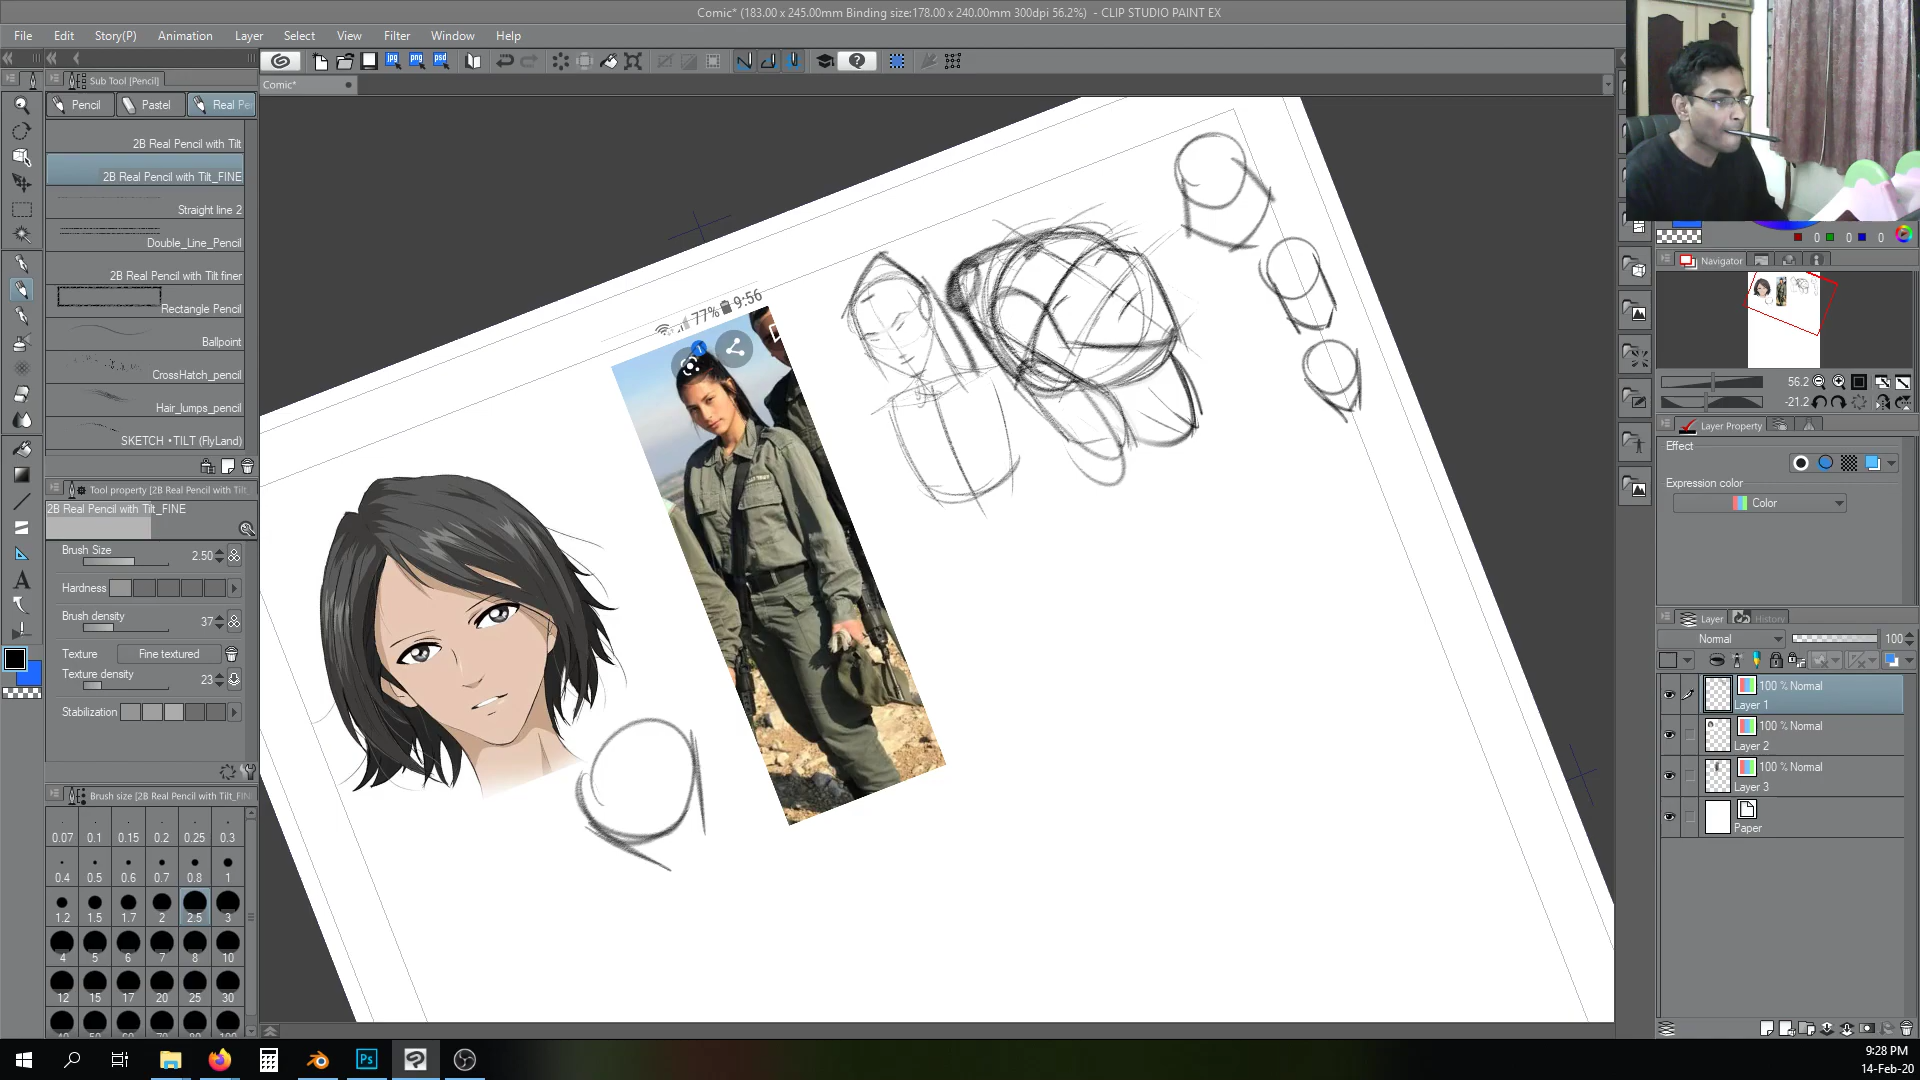 Comic* (183.00 x 245.00mm Binding size:178.00 x 240.00mm 300dpi 56.2%) - CLIP STUDIO PAINT EX
File Edit Story(P) Animation Layer Select View Filter Window Help
Sub Tool [Pencil]
Comic*
Pencil Pastel Real Pe
2B Real Pencil with Tilt
2B Real Pencil with Tilt_FINE
Straight line 2
Double_Line_Pencil
2B Real Pencil with Tilt finer
Rectangle Pencil
Ballpoint
CrossHatch_pencil
Hair_lumps_pencil
SKETCH •TILT (FlyLand)
Tool property [2B Real Pencil with Tilt
2B Real Pencil with Tilt_FINE
Brush Size 2.50
Hardness
Brush density 37
Texture Fine textured
Texture density 23
Stabilization
Brush size [2B Real Pencil with Tilt_FIN
0.07 0.1 0.15 0.2 0.25 0.3
0.4 0.5 0.6 0.7 0.8 1
1.2 1.5 1.7 2 2.5 3
4 5 6 7 8 10
12 15 17 20 25 30
77% 9:56
0 0 0
Navigator
56.2
-21.2
Layer Property
Effect
Expression color
Color
Layer History
Normal 100
100 % Normal
Layer 1
100 % Normal
Layer 2
100 % Normal
Layer 3
Paper
Ps
9:28 PM
14-Feb-20